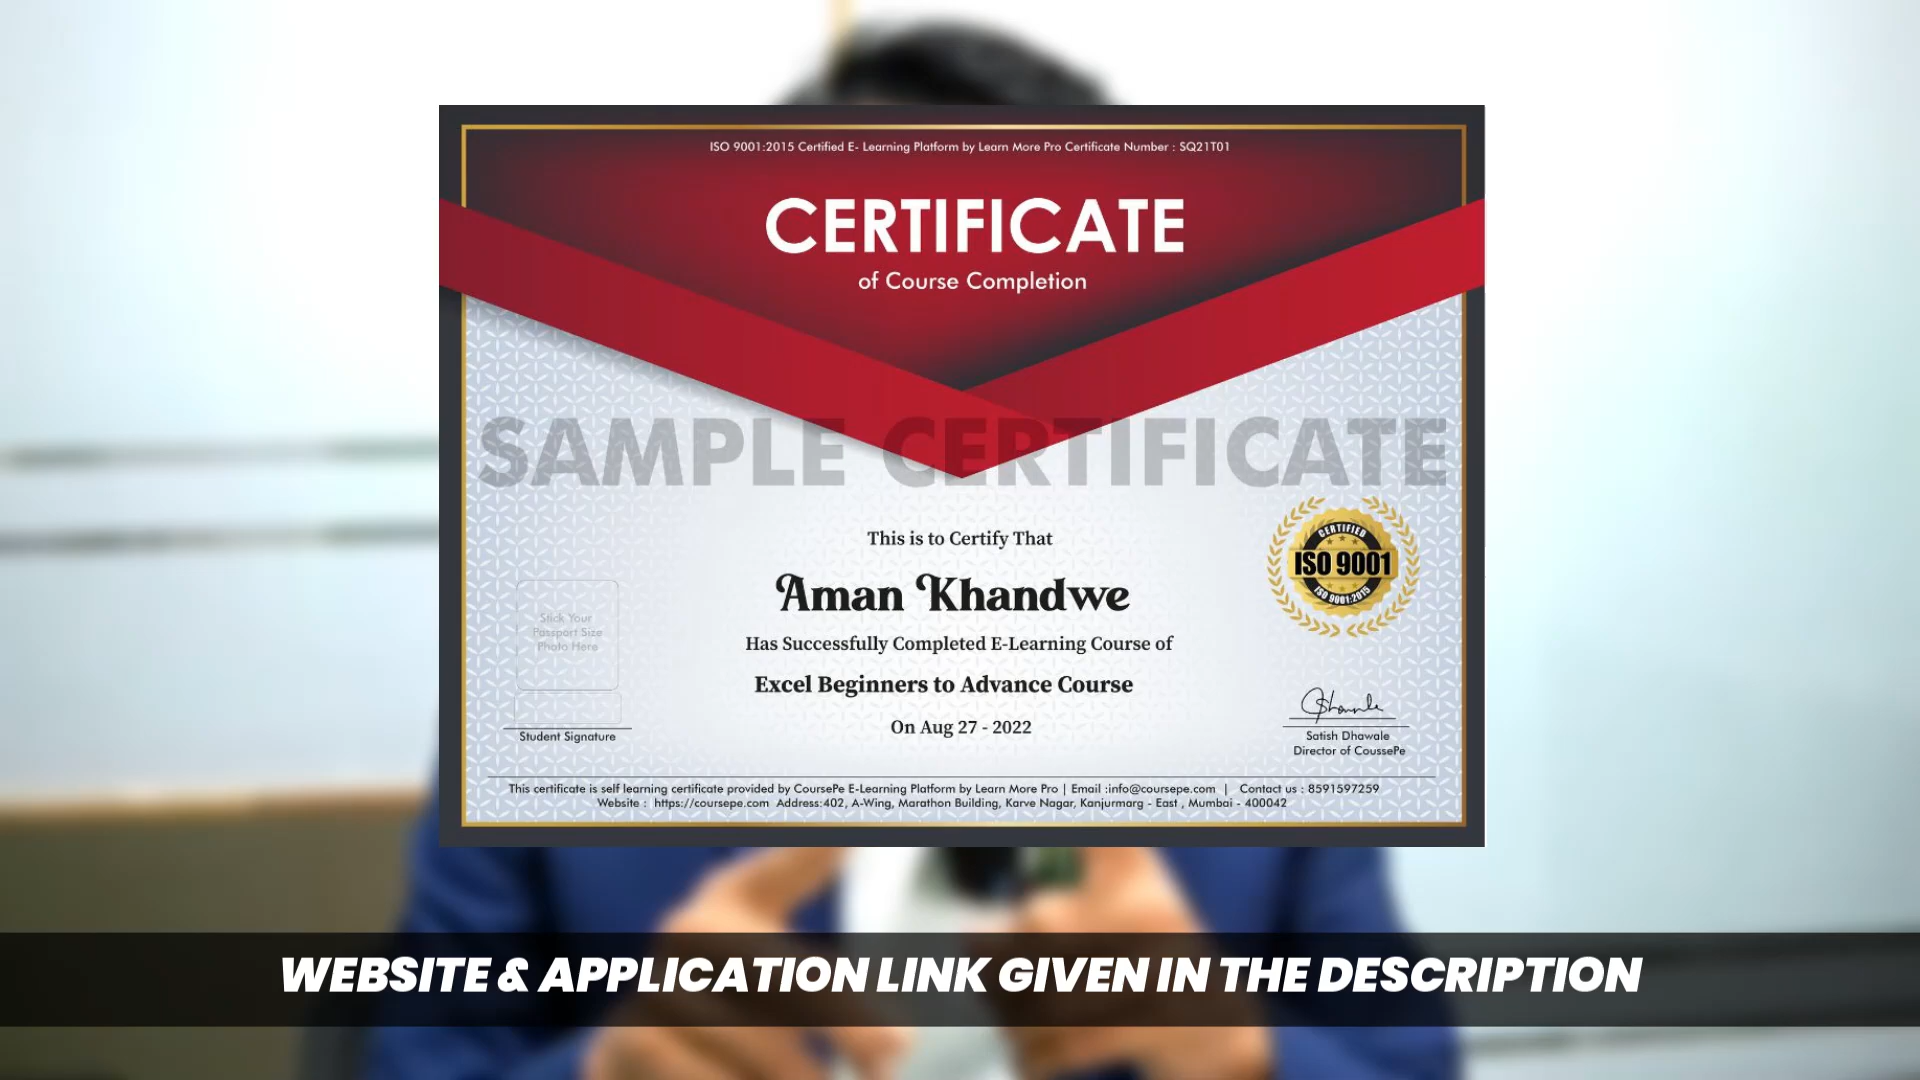 ISO 9001:2015 Certified E- Learning Platform by Learn More Pro Certificate Number : SQ21T01
CERTIFICATE
of Course Completion
SAMPLE CERTIFICATE
This is to Certify That
Aman Khandwe
Has Successfully Completed E-Learning Course of
Excel Beginners to Advance Course
On Aug 27 - 2022
CERTIFIED
ISO 9001
ISO 9001:2015
Stick Your
Passport Size
Photo Here
Student Signature
Satish Dhawale
Director of CoussePe
This certificate is self learning certificate provided by CoursePe E-Learning Platform by Learn More Pro | Email :info@coursepe.com | Contact us : 8591597259
Website : https://coursepe.com Address:402, A-Wing, Marathon Building, Karve Nagar, Kanjurmarg - East , Mumbai - 400042
WEBSITE & APPLICATION LINK GIVEN IN THE DESCRIPTION